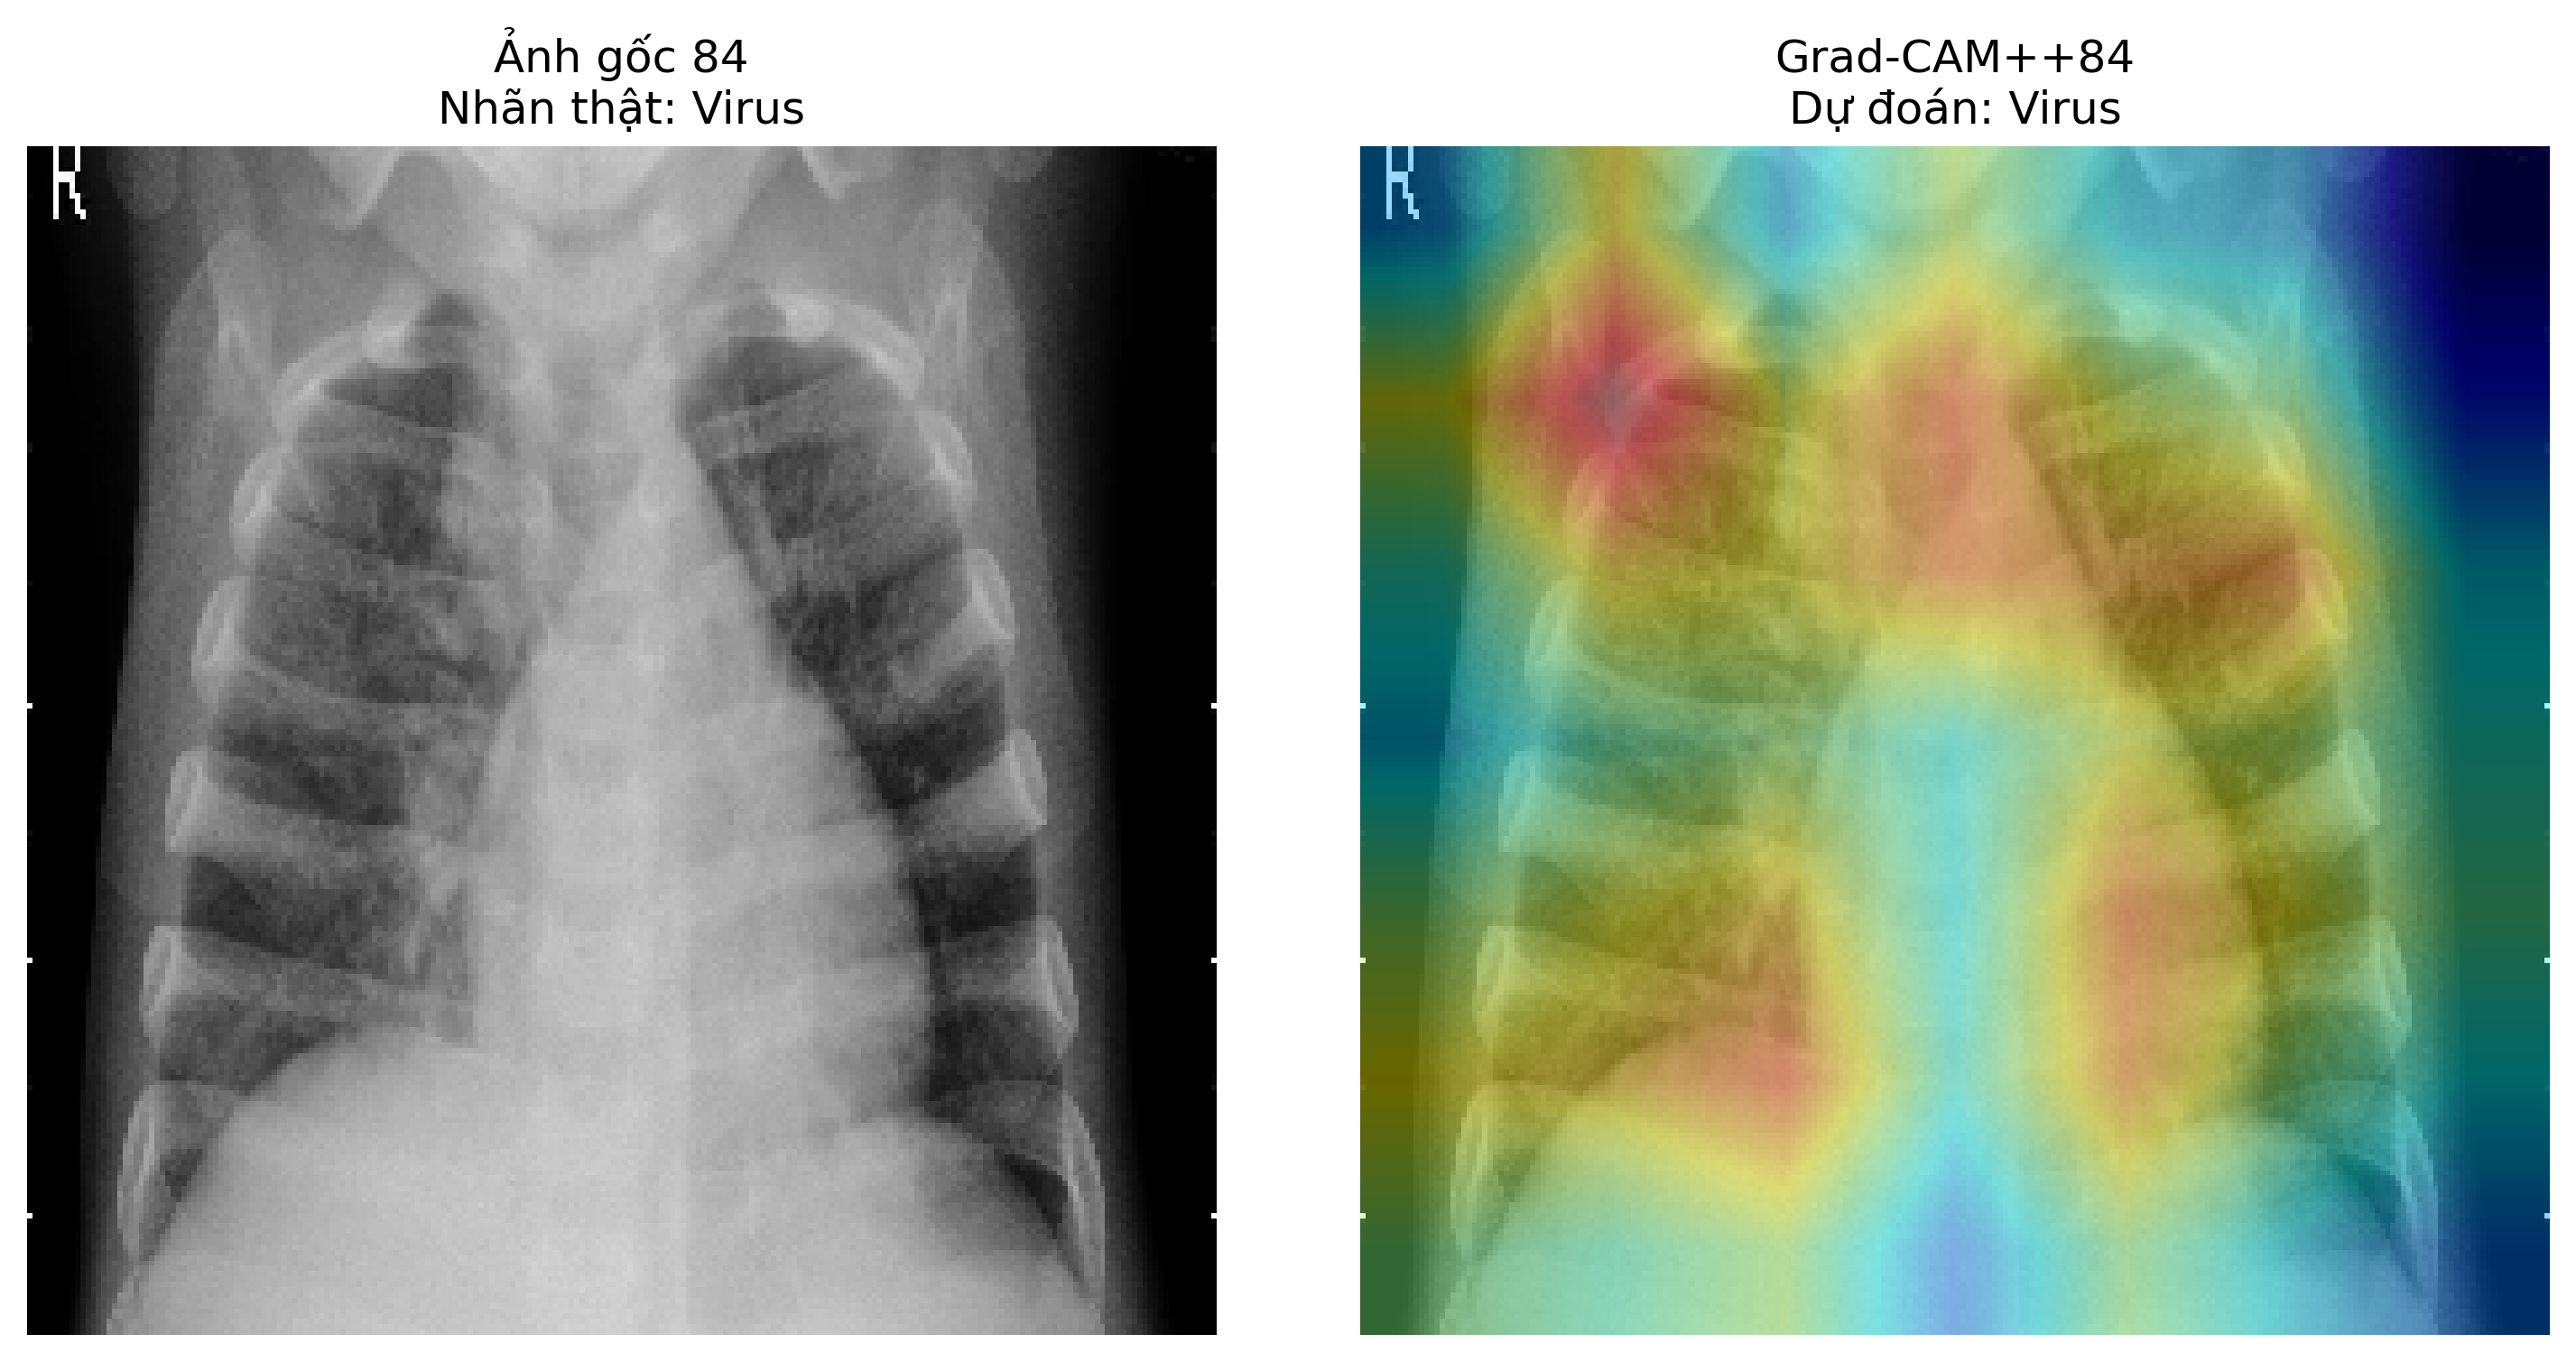 Ảnh gốc 84
Nhãn thật: Virus
Grad-CAM++84
Dự đoán: Virus
R
R